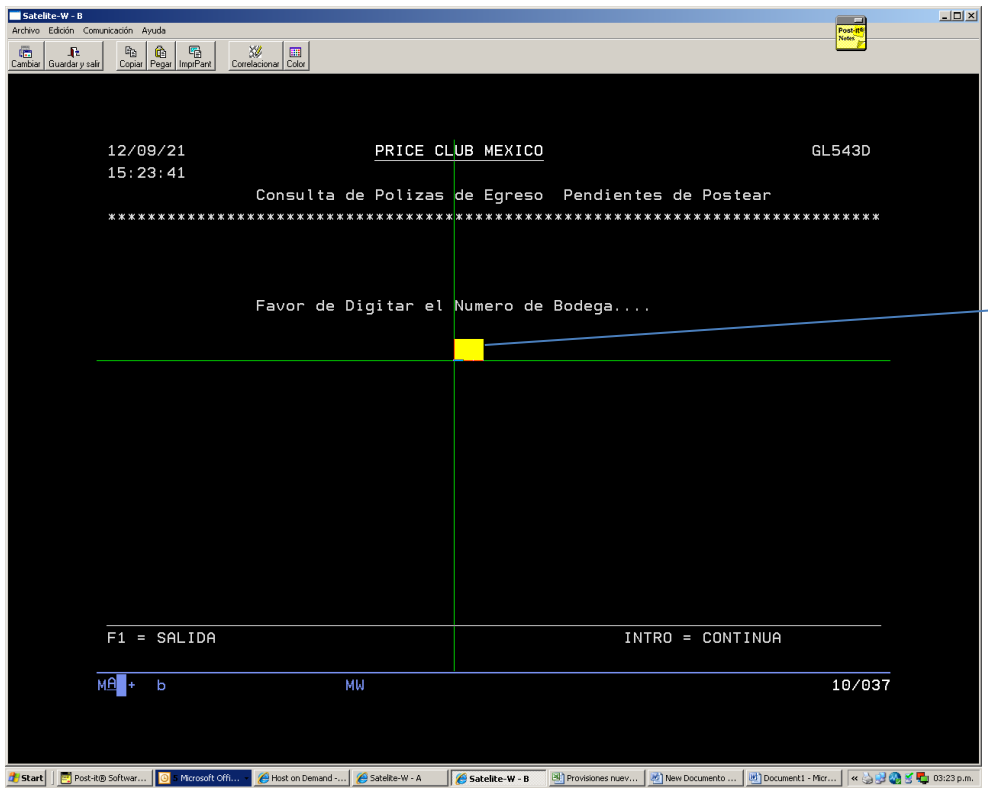 Satelite-W - B
Archivo Edición Comunicación Ayuda
Post-it®
Notes
Cambiar Guardar y salir Copiar Pegar ImprPant Correlacionar Color
12/09/21 PRICE CLUB MEXICO GL543D
15:23:41
Consulta de Polizas de Egreso Pendientes de Postear
******************************************************************************
Favor de Digitar el Numero de Bodega....
F1 = SALIDA INTRO = CONTINUA
MA + b MW 10/037
Start Post-it® Softwar... Microsoft Offi... Host on Demand -... Satelite-W - A Satelite-W - B Provisiones nuev... New Documento ... Document1 - Micr... « 03:23 p.m.